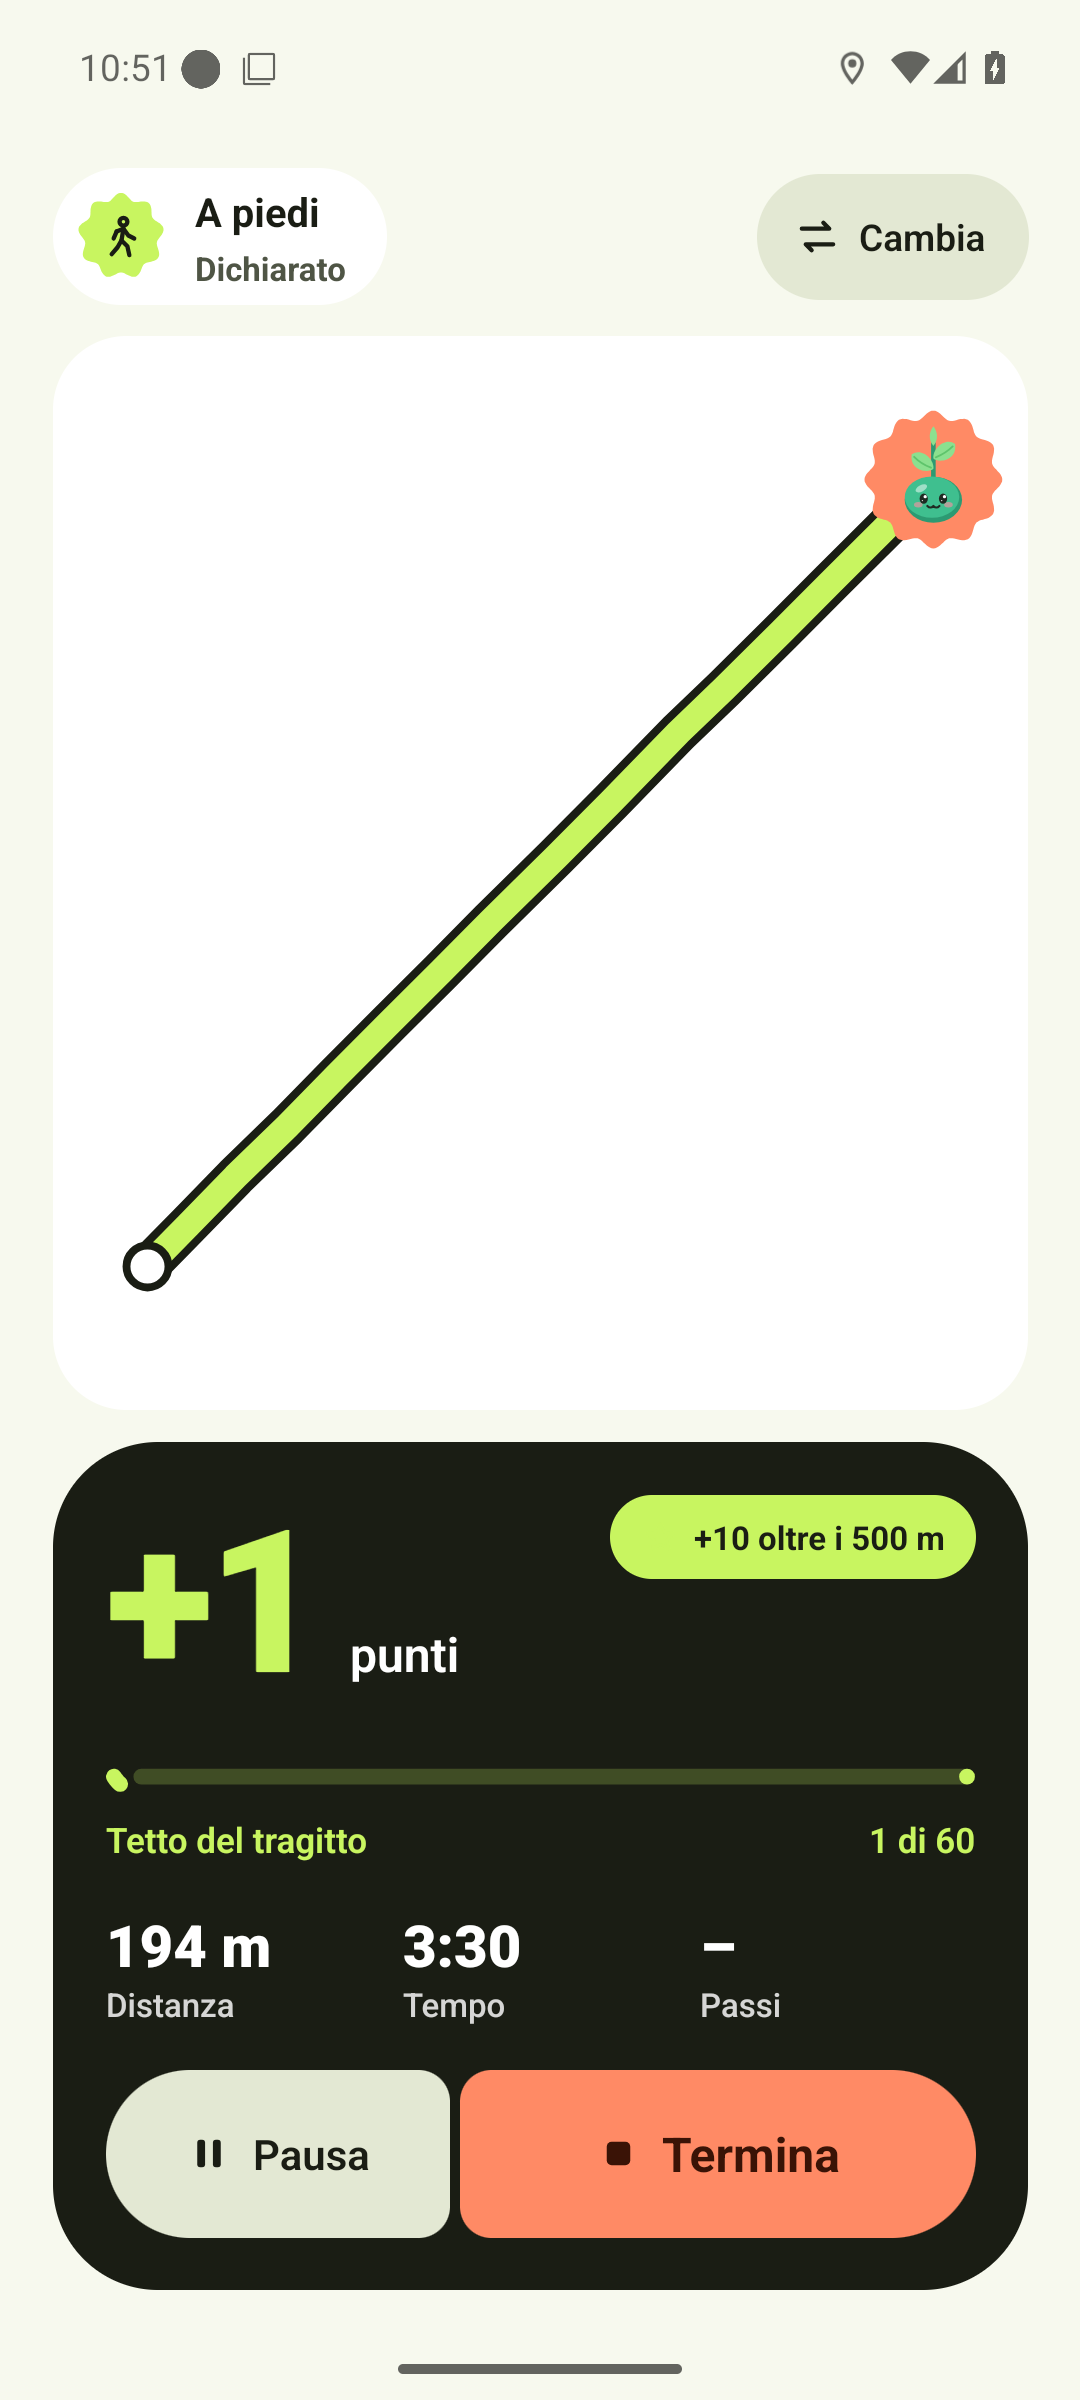 10:51
A piedi
Dichiarato
Cambia
+10 oltre i 500 m
+1 punti
Tetto del tragitto
1 di 60
194 m
3:30
–
Distanza
Tempo
Passi
Pausa
Termina